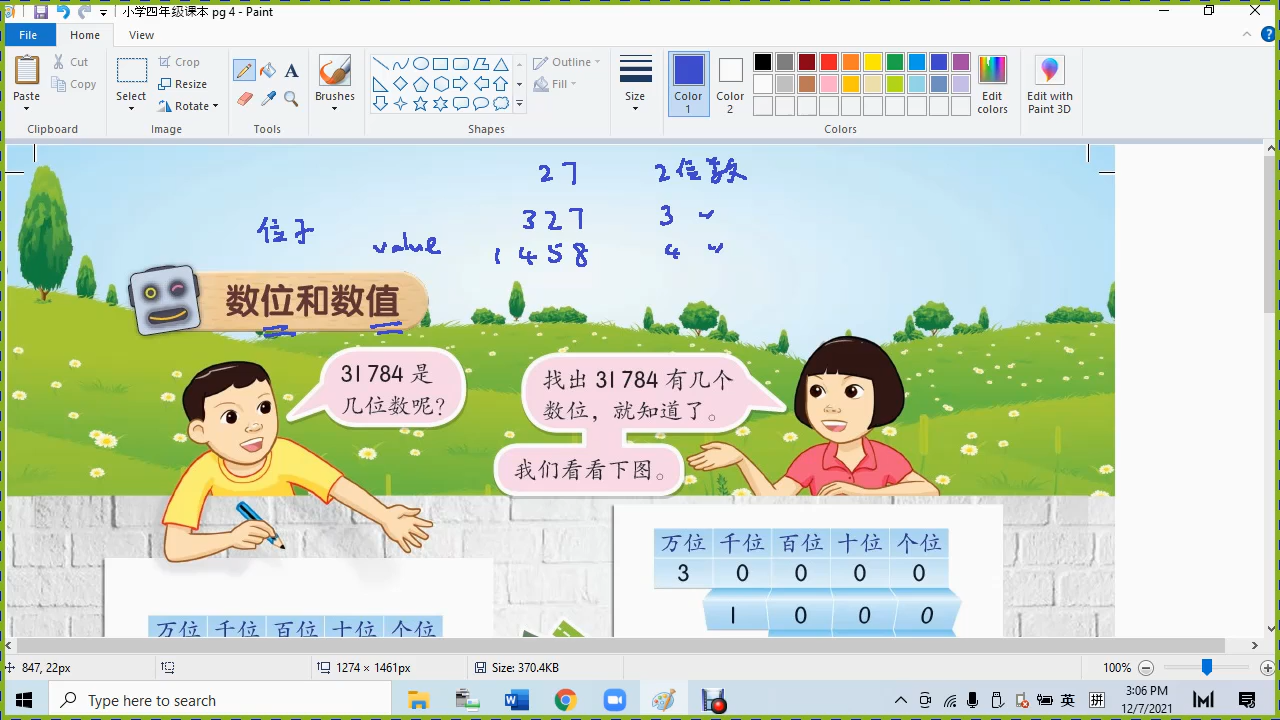 小学四年级课本 pg 4 - Paint
File Home View
Paste Cut Copy Select Crop Resize Rotate Brushes Outline Fill Size Color 1 Color 2 Edit colors Edit with Paint 3D
Clipboard Image Tools Shapes Colors
27 2位数
327 3 〃
位子 value 1458 4 〃
数位和数值
31 784 是
几位数呢?
找出 31 784 有几个
数位，就知道了。
我们看看下图。
万位 千位 百位 十位 个位
3 0 0 0 0
1 0 0 0
万位 千位 百位 十位 个位
847, 22px 1274 × 1461px Size: 370.4KB 100%
Type here to search
英 拼 3:06 PM
12/7/2021